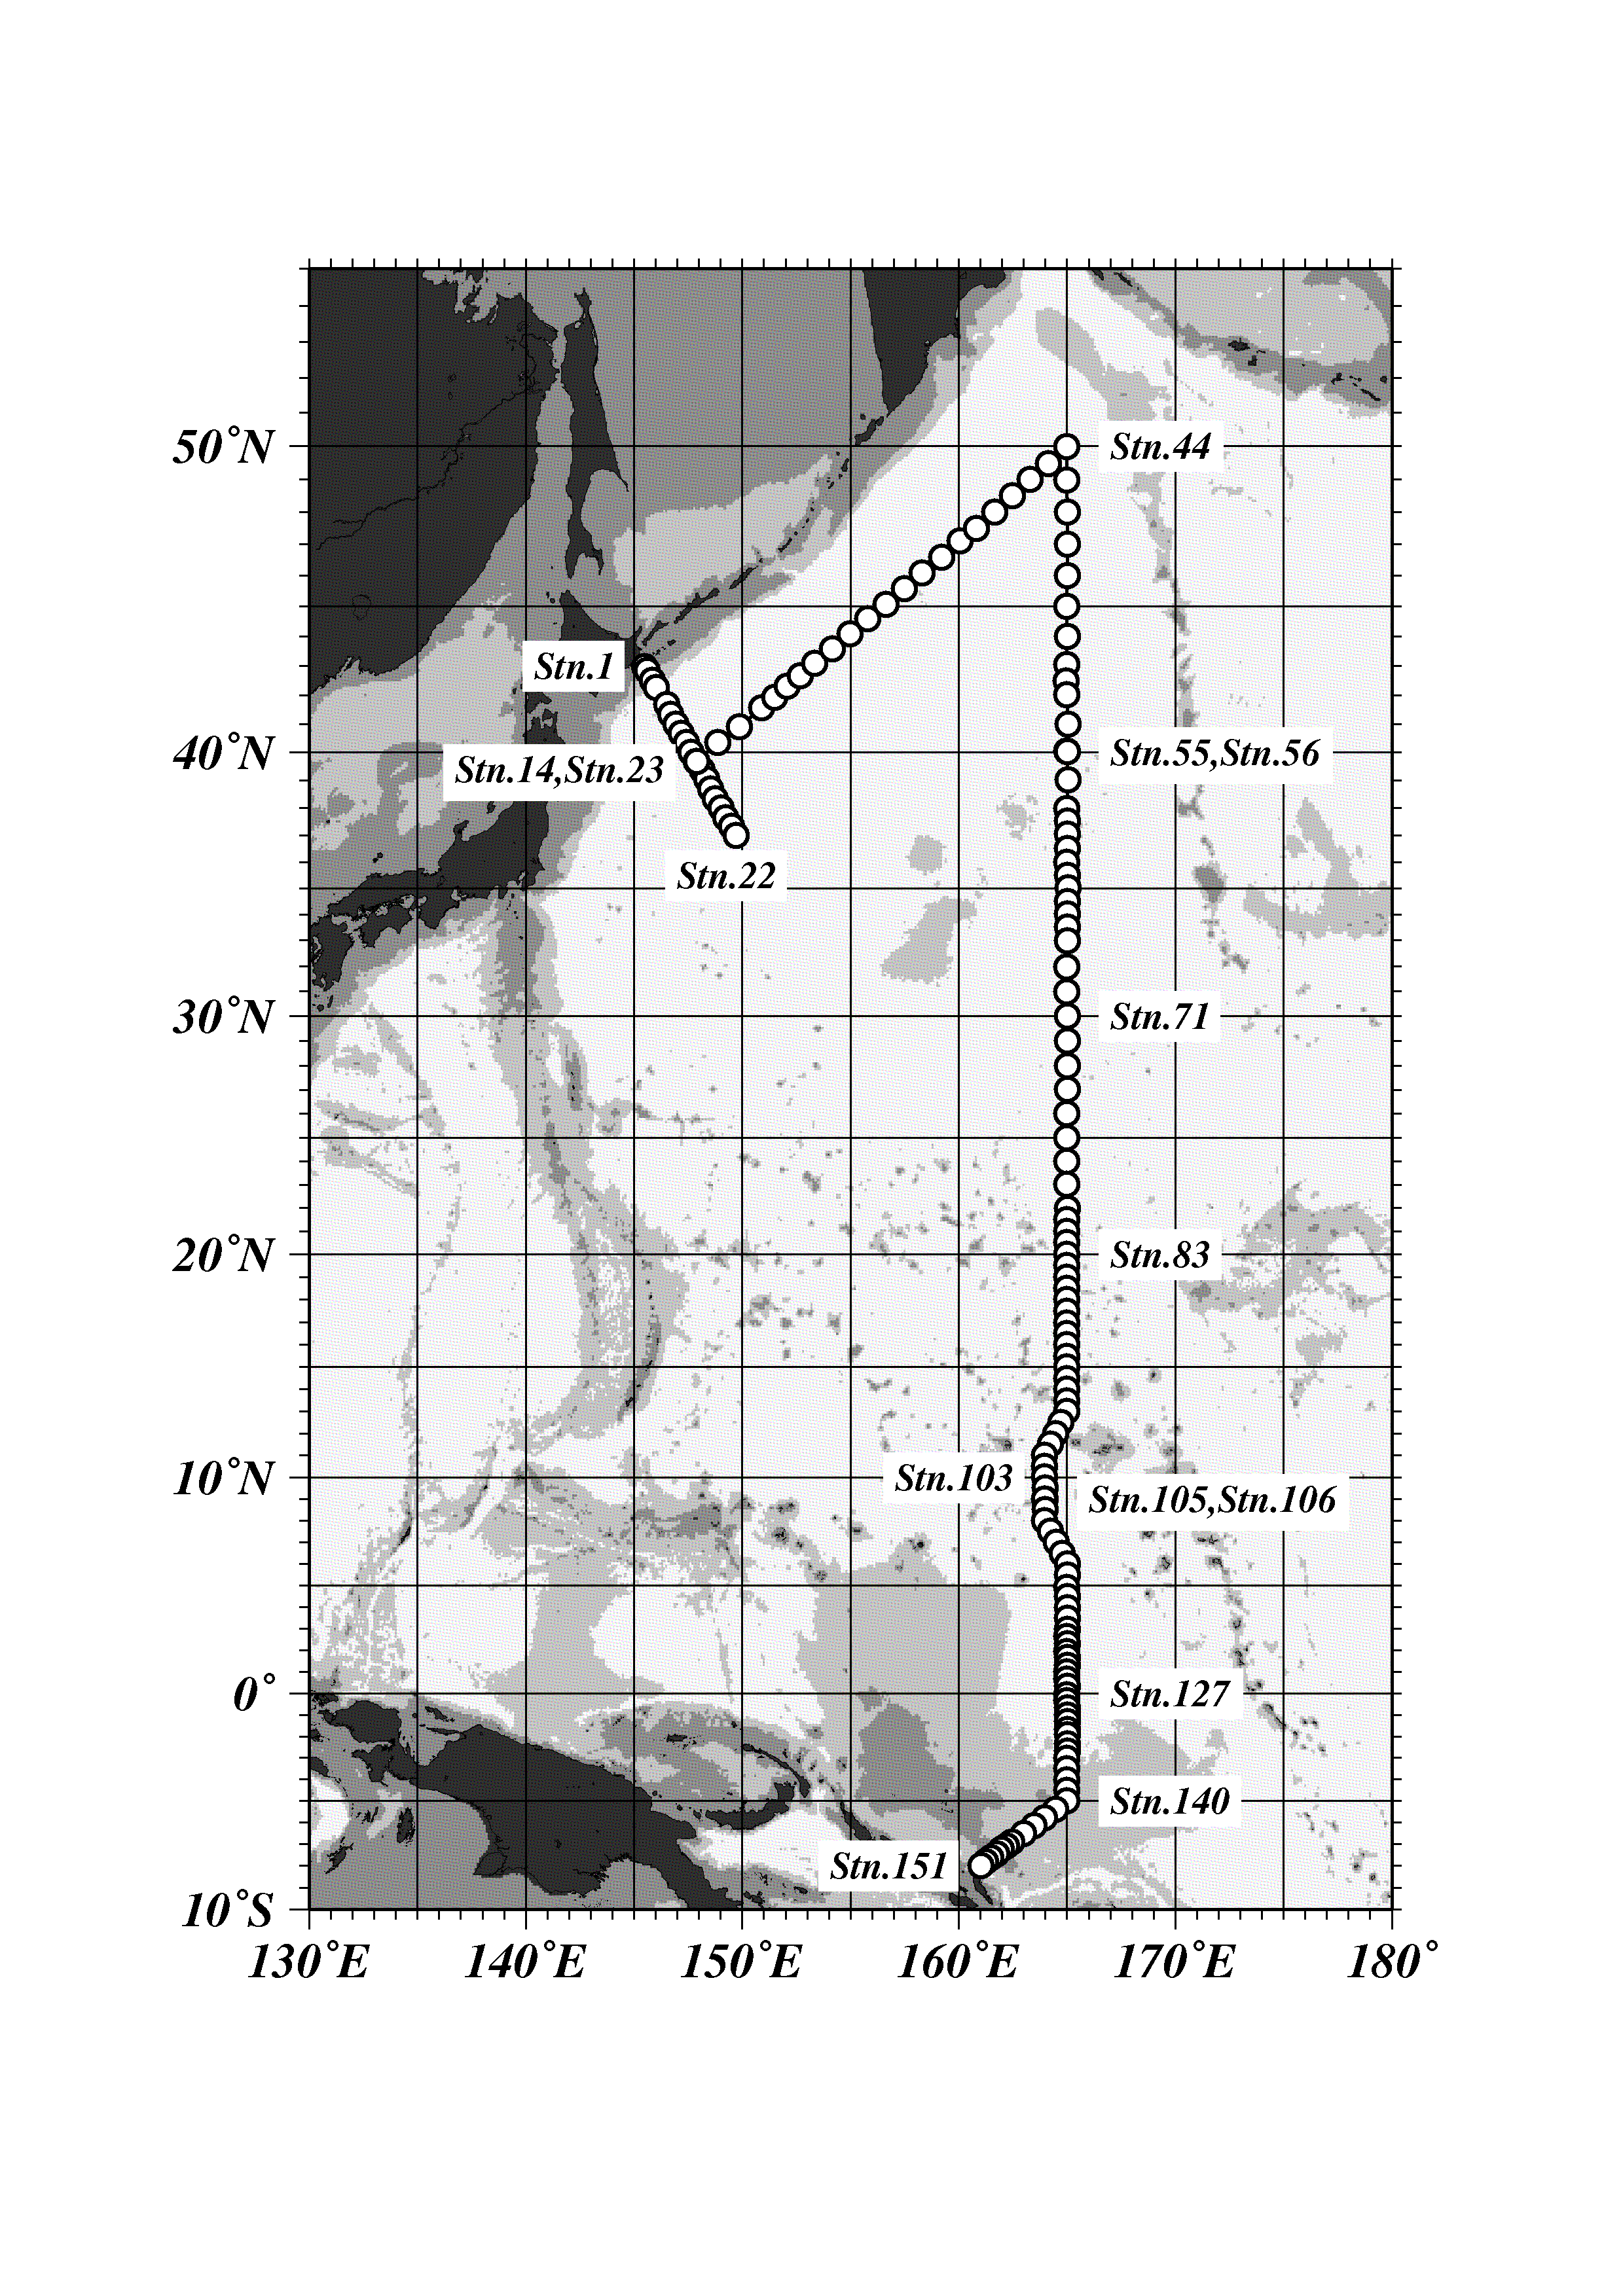 50°N
Stn.44
Stn.1
40°N
Stn.14,Stn.23
Stn.55,Stn.56
Stn.22
30°N
Stn.71
20°N
Stn.83
10°N
Stn.103
Stn.105,Stn.106
0°
Stn.127
Stn.140
Stn.151
10°S
130°E 140°E 150°E 160°E 170°E 180°